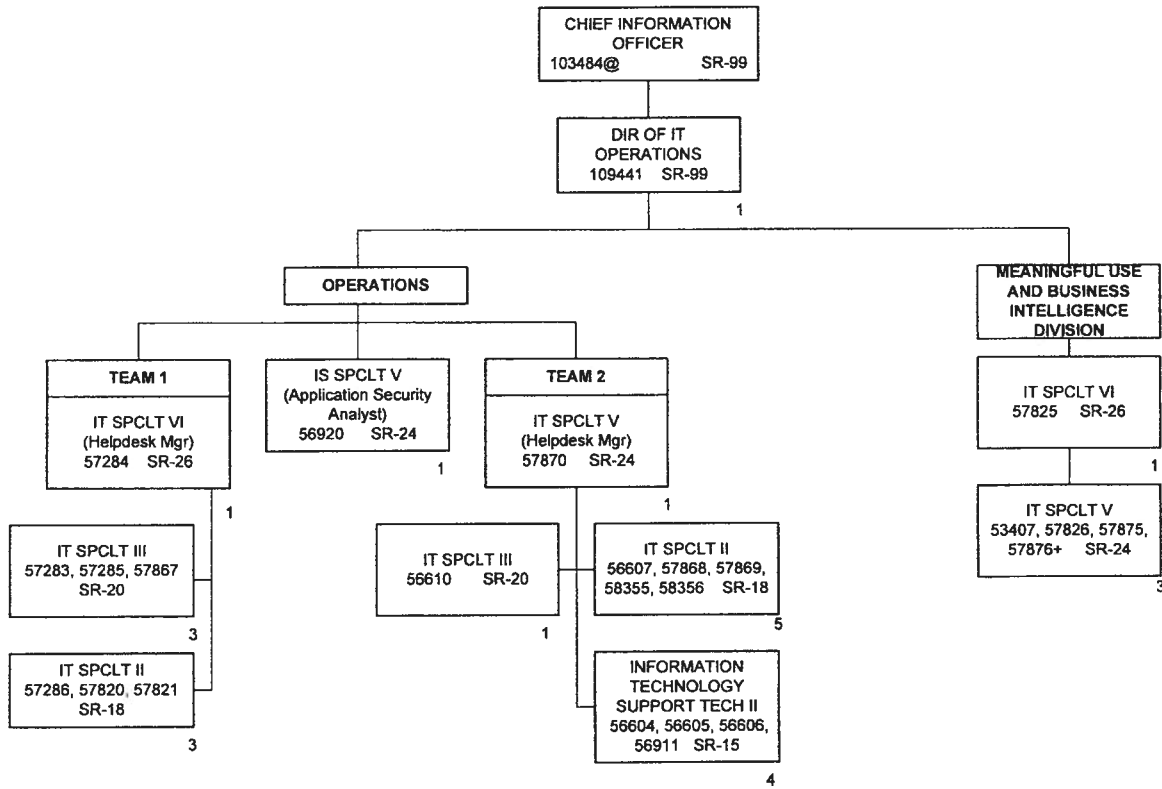 CHIEF INFORMATION
OFFICER
103484@ SR-99
DIR OF IT
OPERATIONS
109441 SR-99
1
OPERATIONS
TEAM 1
IT SPCLT VI
(Helpdesk Mgr)
57284 SR-26
1
IT SPCLT III
57283, 57285, 57867
SR-20
3
IT SPCLT II
57286, 57820, 57821
SR-18
3
IS SPCLT V
(Application Security
Analyst)
56920 SR-24
1
TEAM 2
IT SPCLT V
(Helpdesk Mgr)
57870 SR-24
1
IT SPCLT III
56610 SR-20
1
IT SPCLT II
56607, 57868, 57869,
58355, 58356 SR-18
5
INFORMATION
TECHNOLOGY
SUPPORT TECH II
56604, 56605, 56606,
56911 SR-15
4
MEANINGFUL USE
AND BUSINESS
INTELLIGENCE
DIVISION
IT SPCLT VI
57825 SR-26
1
IT SPCLT V
53407, 57826, 57875,
57876+ SR-24
3